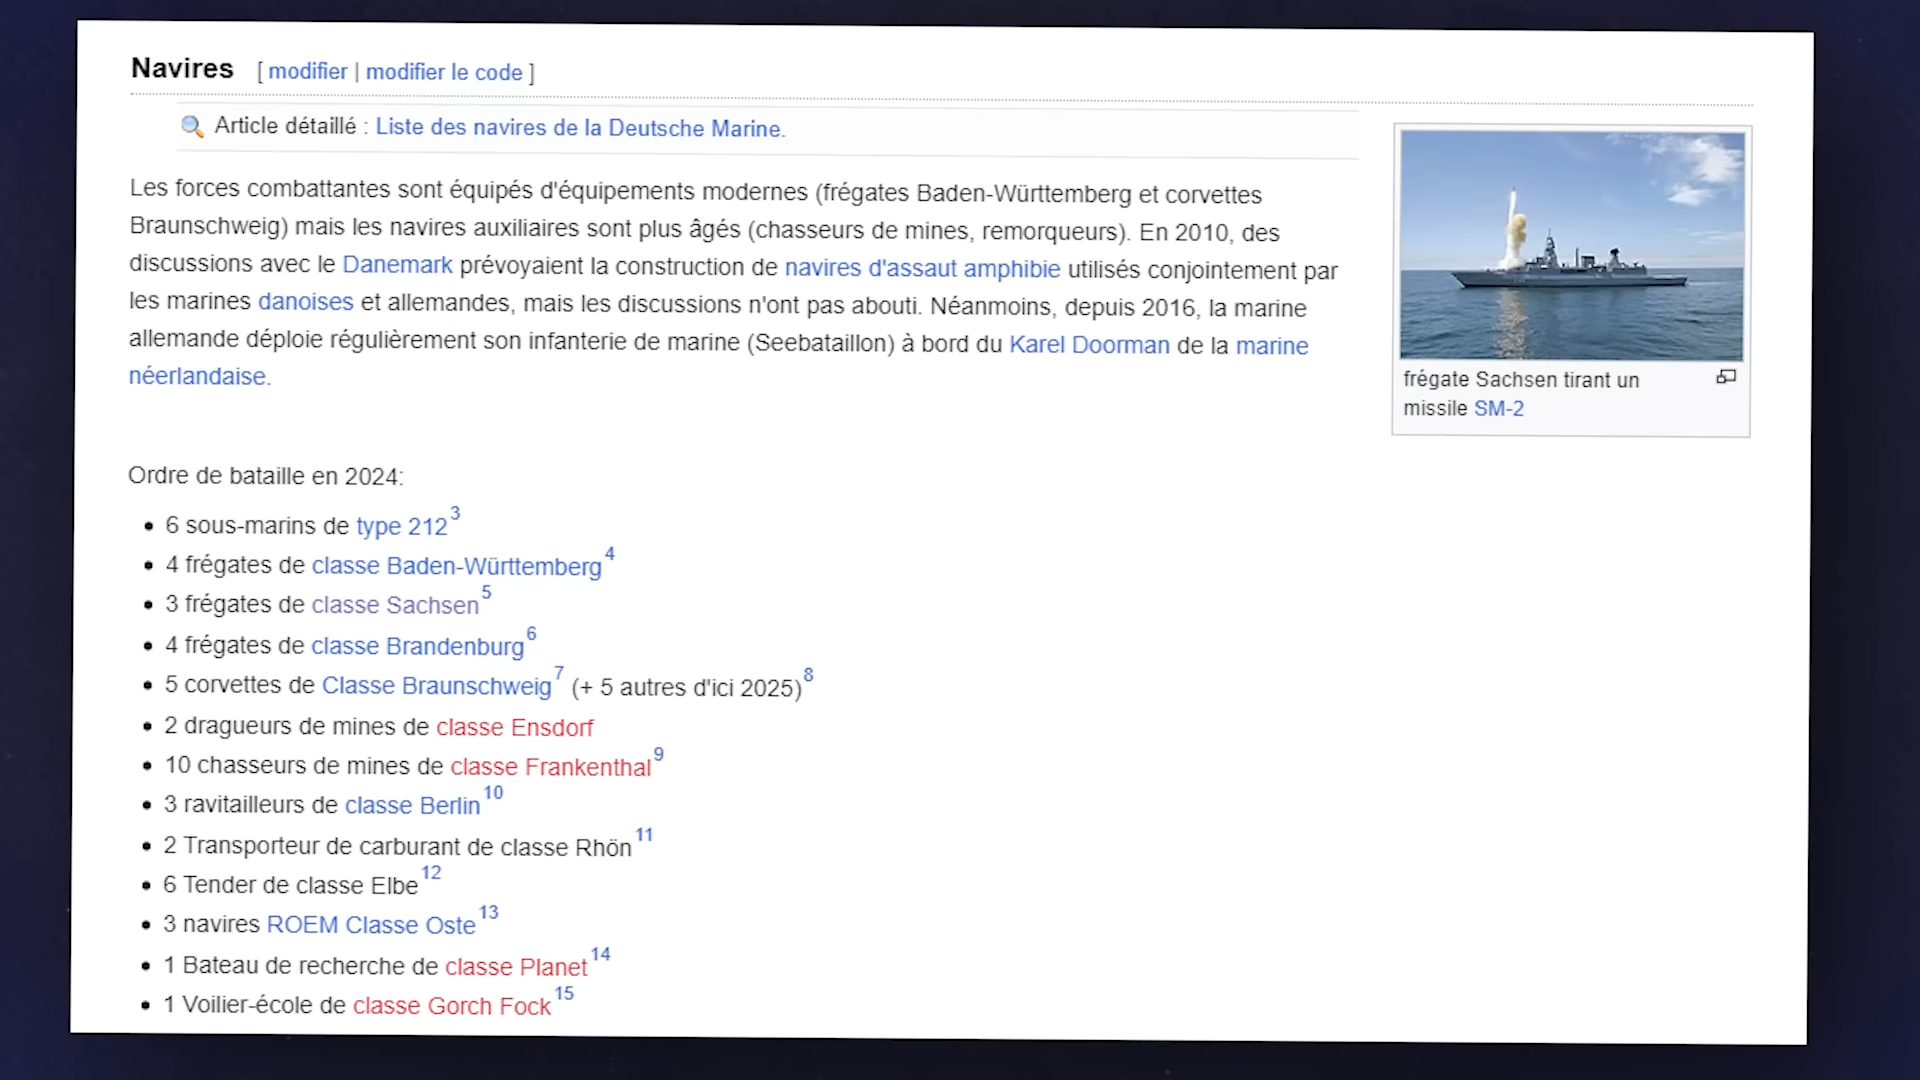 Navires [ modifier | modifier le code ]
Article détaillé : Liste des navires de la Deutsche Marine.
Les forces combattantes sont équipés d'équipements modernes (frégates Baden-Württemberg et corvettes
Braunschweig) mais les navires auxiliaires sont plus âgés (chasseurs de mines, remorqueurs). En 2010, des
discussions avec le Danemark prévoyaient la construction de navires d'assaut amphibie utilisés conjointement par
les marines danoises et allemandes, mais les discussions n'ont pas abouti. Néanmoins, depuis 2016, la marine
allemande déploie régulièrement son infanterie de marine (Seebataillon) à bord du Karel Doorman de la marine
néerlandaise.
frégate Sachsen tirant un
missile SM-2
Ordre de bataille en 2024:
• 6 sous-marins de type 212 3
• 4 frégates de classe Baden-Württemberg 4
• 3 frégates de classe Sachsen 5
• 4 frégates de classe Brandenburg 6
• 5 corvettes de Classe Braunschweig 7 (+ 5 autres d'ici 2025) 8
• 2 dragueurs de mines de classe Ensdorf
• 10 chasseurs de mines de classe Frankenthal 9
• 3 ravitailleurs de classe Berlin 10
• 2 Transporteur de carburant de classe Rhön 11
• 6 Tender de classe Elbe 12
• 3 navires ROEM Classe Oste 13
• 1 Bateau de recherche de classe Planet 14
• 1 Voilier-école de classe Gorch Fock 15